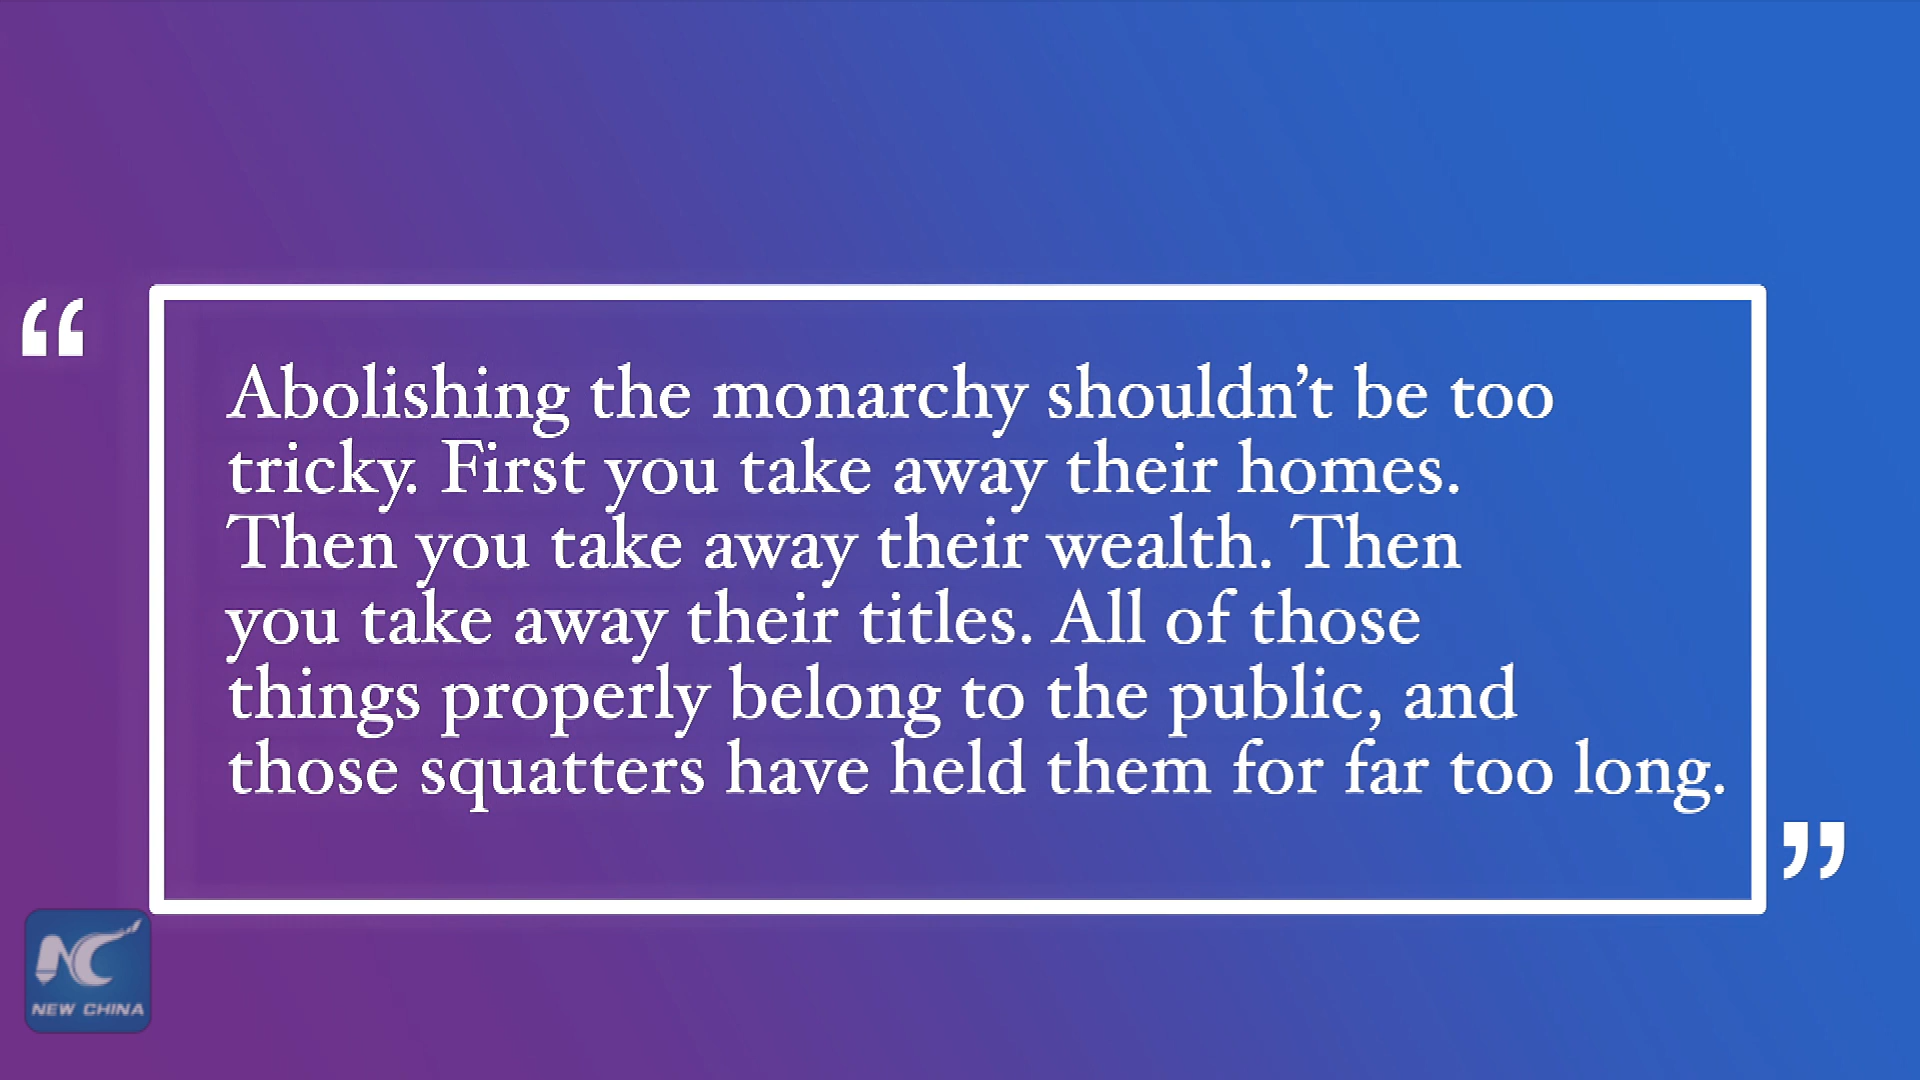 “
Abolishing the monarchy shouldn’t be too
tricky. First you take away their homes.
Then you take away their wealth. Then
you take away their titles. All of those
things properly belong to the public, and
those squatters have held them for far too long.
”
NC
NEW CHINA